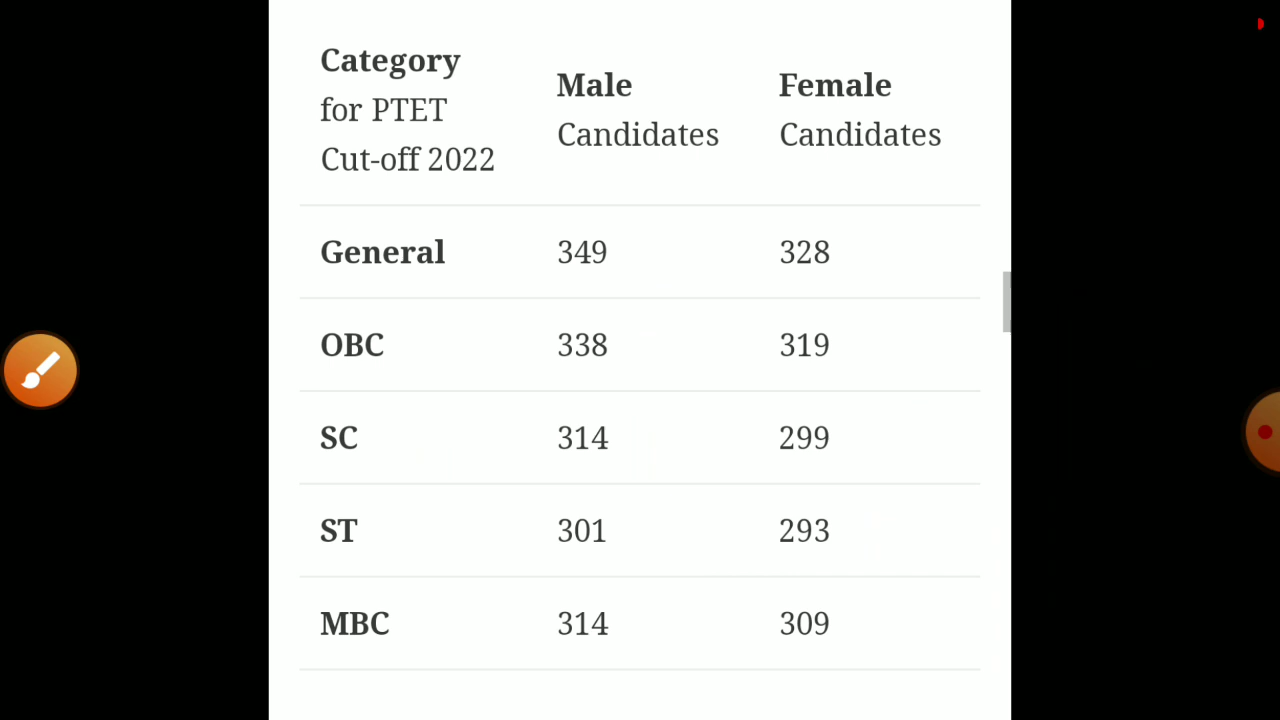 Category
for PTET
Cut-off 2022
Male
Candidates
Female
Candidates
General 349 328
OBC 338 319
SC 314 299
ST 301 293
MBC 314 309